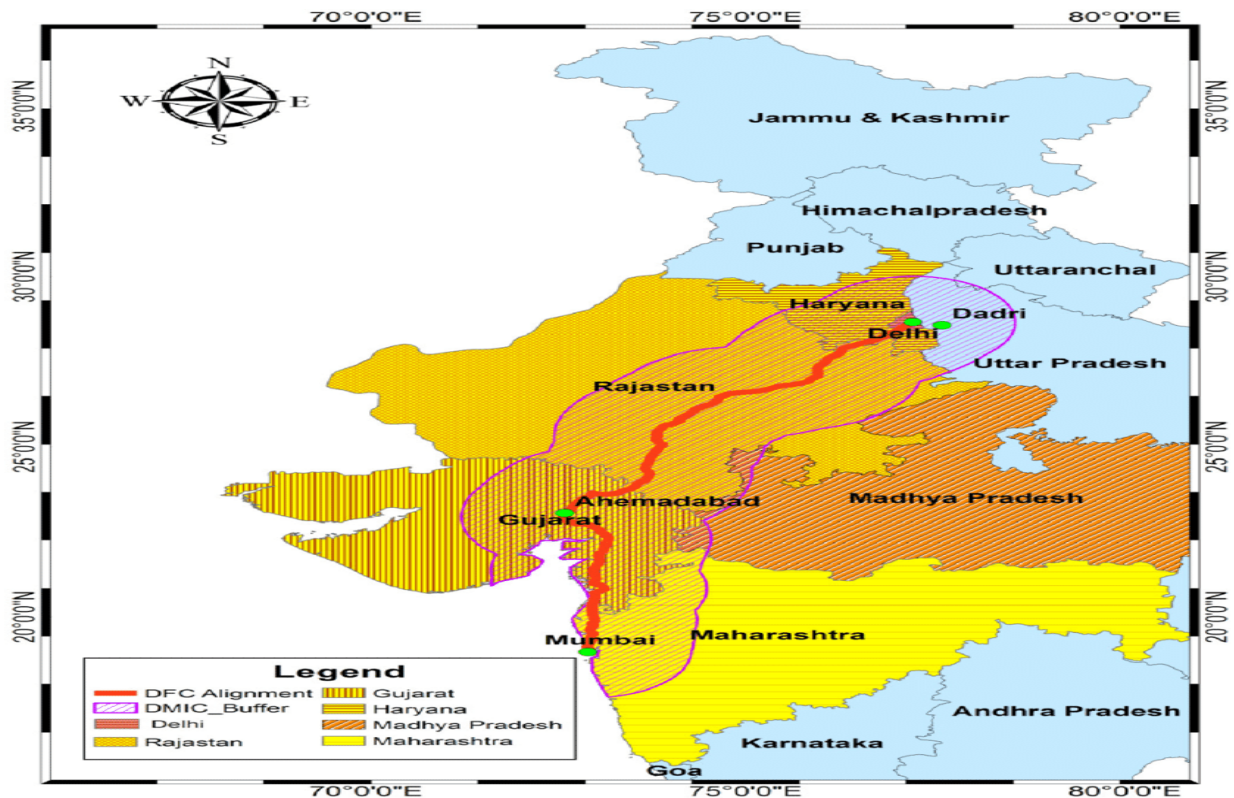 70°0'0"E 75°0'0"E 80°0'0"E
N
W E
S
35°0'0"N 35°0'0"N
Jammu & Kashmir
Himachalpradesh
Punjab
Uttaranchal
30°0'0"N 30°0'0"N
Haryana
Dadri
Delhi
Uttar Pradesh
Rajastan
25°0'0"N 25°0'0"N
Ahemadabad
Madhya Pradesh
Gujarat
20°0'0"N 20°0'0"N
Mumbai
Maharashtra
Legend
DFC Alignment
DMIC_Buffer
Delhi
Rajastan
Gujarat
Haryana
Madhya Pradesh
Maharashtra
Andhra Pradesh
Karnataka
Goa
70°0'0"E 75°0'0"E 80°0'0"E